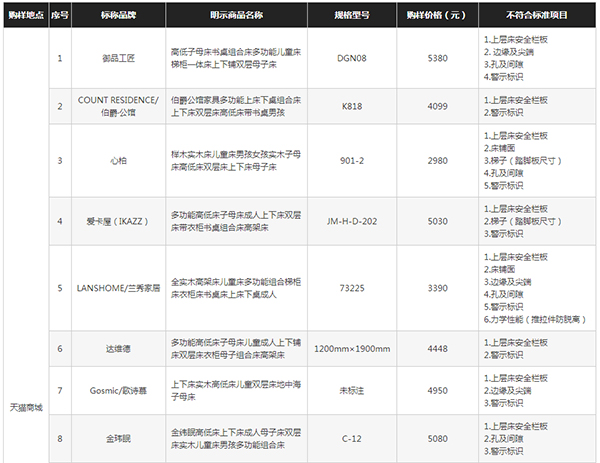 购样地点 序号 标称品牌 明示商品名称 规格型号 购样价格（元） 不符合标准项目
天猫商城
1 御品工匠 高低子母床书桌组合床多功能儿童床 DGN08 5380
梯柜一体床上下铺双层母子床
1.上层床安全栏板
2. 边缘及尖端
3.孔及间隙
4.警示标识
2 COUNT RESIDENCE/ 伯爵公馆家具多功能上床下桌组合床 K818 4099
伯爵·公馆 上下床双层床高低床带书桌男孩
1.上层床安全栏板
2.警示标识
3 心柏 榉木实木床儿童床男孩女孩实木子母 901-2 2980
床高低床双层床上下床母子床
1.上层床安全栏板
2.床铺面
3.梯子（踏脚板尺寸）
4.孔及间隙
5.警示标识
4 爱卡屋（IKAZZ） 多功能高低床子母床成人上下床双层 JM-H-D-202 5030
床带衣柜书桌组合床高架床
1.上层床安全栏板
2.梯子（踏脚板尺寸）
3.警示标识
5 LANSHOME/兰秀家居 全实木高架床儿童床多功能组合梯柜 73225 3390
床衣柜床书桌床上床下桌成人
1.上层床安全栏板
2.床铺面
3.边缘及尖端
4.孔及间隙
5.警示标识
6.力学性能（推拉件防脱离）
6 达维德 多功能高低床子母床儿童成人上下铺 1200mm×1900mm 4448
床双层床衣柜母子组合床高架床
1.上层床安全栏板
2.警示标识
7 Gosmic/歌诗慕 上下床实木高低床儿童双层床地中海 未标注 4950
子母床
1.上层床安全栏板
2.边缘及尖端
3.警示标识
8 金玮眠 金纬眠高低床上下床成人母子床双层 C-12 5080
床实木儿童床男孩多功能组合床
1.上层床安全栏板
2.孔及间隙
3.警示标识